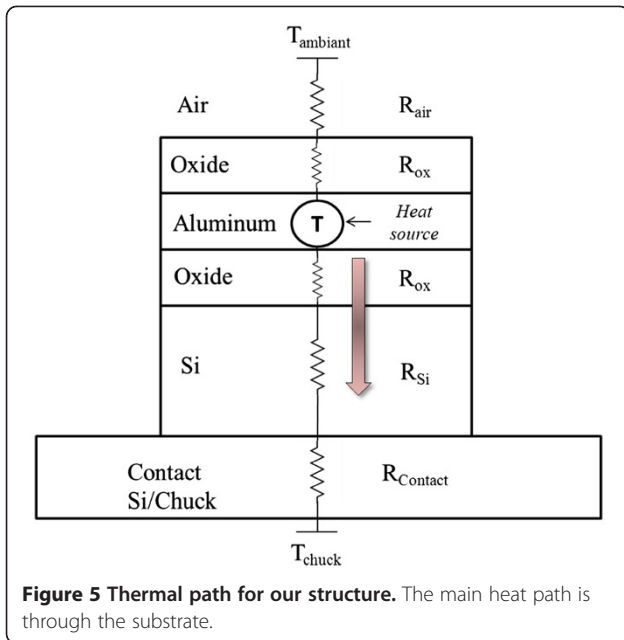 T_ambiant
Air R_air
Oxide R_ox
Aluminum T Heat
source
Oxide R_ox
Si R_Si
Contact
Si/Chuck R_Contact
T_chuck
Figure 5 Thermal path for our structure. The main heat path is
through the substrate.